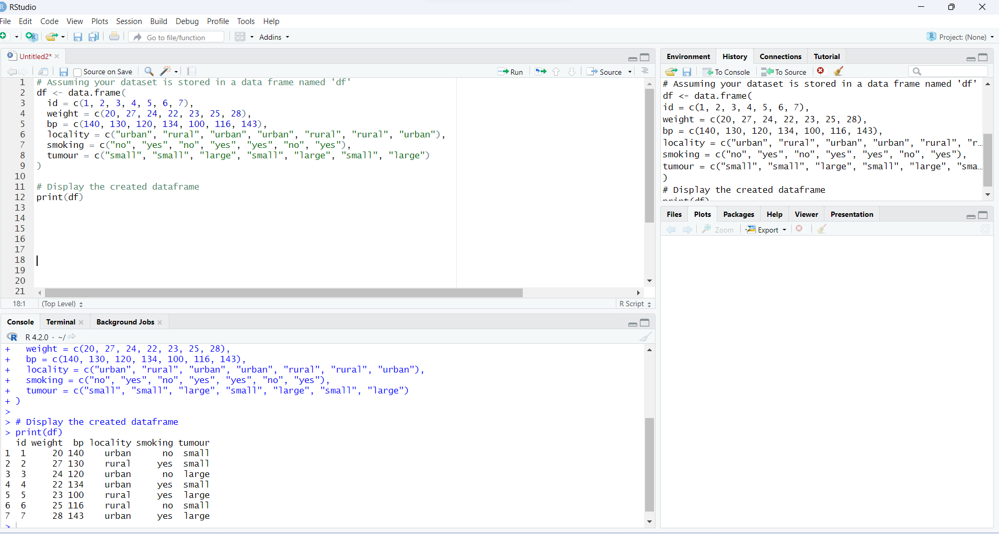 RStudio
File Edit Code View Plots Session Build Debug Profile Tools Help
Go to file/function Addins Project: (None)
Untitled2*
Source on Save Run Source
1 # Assuming your dataset is stored in a data frame named 'df'
2 df <- data.frame(
3 id = c(1, 2, 3, 4, 5, 6, 7),
4 weight = c(20, 27, 24, 22, 23, 25, 28),
5 bp = c(140, 130, 120, 134, 100, 116, 143),
6 locality = c("urban", "rural", "urban", "urban", "rural", "rural", "urban"),
7 smoking = c("no", "yes", "no", "yes", "yes", "no", "yes"),
8 tumour = c("small", "small", "large", "small", "large", "small", "large")
9 )
10
11 # Display the created dataframe
12 print(df)
13
14
15
16
17
18
19
20
21
18:1 (Top Level) R Script
Console Terminal Background Jobs
R 4.2.0 · ~/
+ weight = c(20, 27, 24, 22, 23, 25, 28),
+ bp = c(140, 130, 120, 134, 100, 116, 143),
+ locality = c("urban", "rural", "urban", "urban", "rural", "rural", "urban"),
+ smoking = c("no", "yes", "no", "yes", "yes", "no", "yes"),
+ tumour = c("small", "small", "large", "small", "large", "small", "large")
+ )
>
> # Display the created dataframe
> print(df)
id weight bp locality smoking tumour
1 1 20 140 urban no small
2 2 27 130 rural yes small
3 3 24 120 urban no large
4 4 22 134 urban yes small
5 5 23 100 rural yes large
6 6 25 116 rural no small
7 7 28 143 urban yes large
>
Environment History Connections Tutorial
To Console To Source
# Assuming your dataset is stored in a data frame named 'df'
df <- data.frame(
id = c(1, 2, 3, 4, 5, 6, 7),
weight = c(20, 27, 24, 22, 23, 25, 28),
bp = c(140, 130, 120, 134, 100, 116, 143),
locality = c("urban", "rural", "urban", "urban", "rural", "r…
smoking = c("no", "yes", "no", "yes", "yes", "no", "yes"),
tumour = c("small", "small", "large", "small", "large", "sma…
)
# Display the created dataframe
print(df)
Files Plots Packages Help Viewer Presentation
Zoom Export